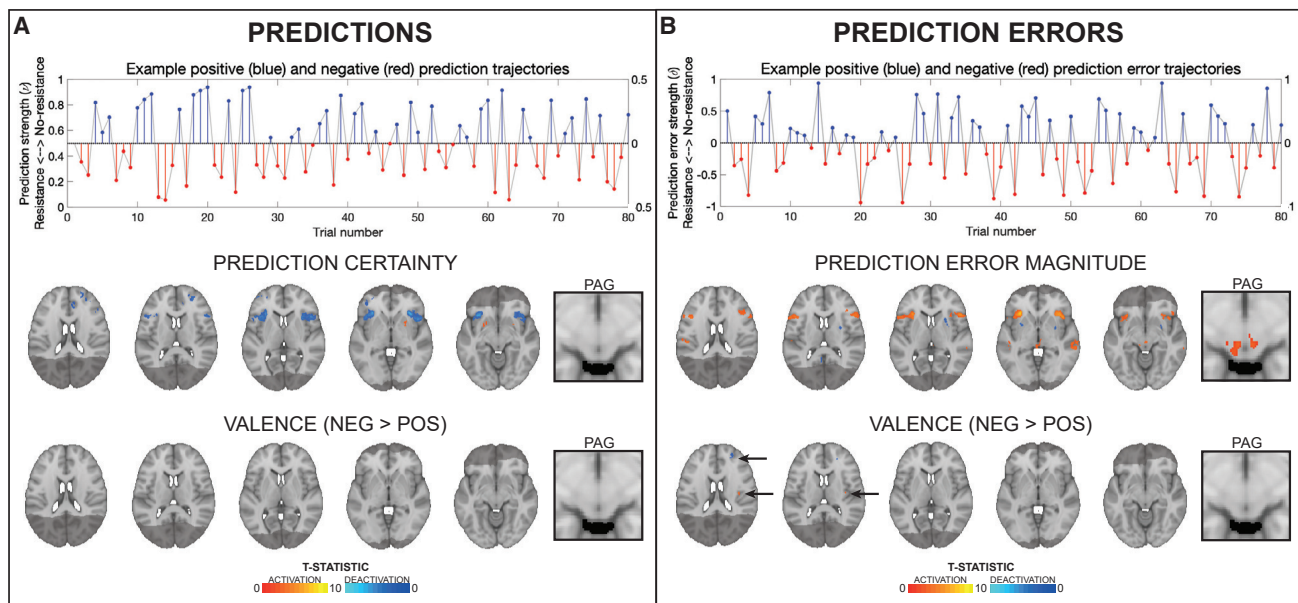 A
PREDICTIONS
Example positive (blue) and negative (red) prediction trajectories
Prediction strength (∂)
Resistance <--> No-resistance
1
0.8
0.6
0.4
0.2
0
0.5
0
0.5
0 10 20 30 40 50 60 70 80
Trial number
PREDICTION CERTAINTY
PAG
VALENCE (NEG > POS)
PAG
T-STATISTIC
ACTIVATION DEACTIVATION
0 10 0
B
PREDICTION ERRORS
Example positive (blue) and negative (red) prediction error trajectories
Prediction error strength (∂)
Resistance <--> No-resistance
1
0.5
0
-0.5
-1
1
0
1
0 10 20 30 40 50 60 70 80
Trial number
PREDICTION ERROR MAGNITUDE
PAG
VALENCE (NEG > POS)
PAG
T-STATISTIC
ACTIVATION DEACTIVATION
0 10 0